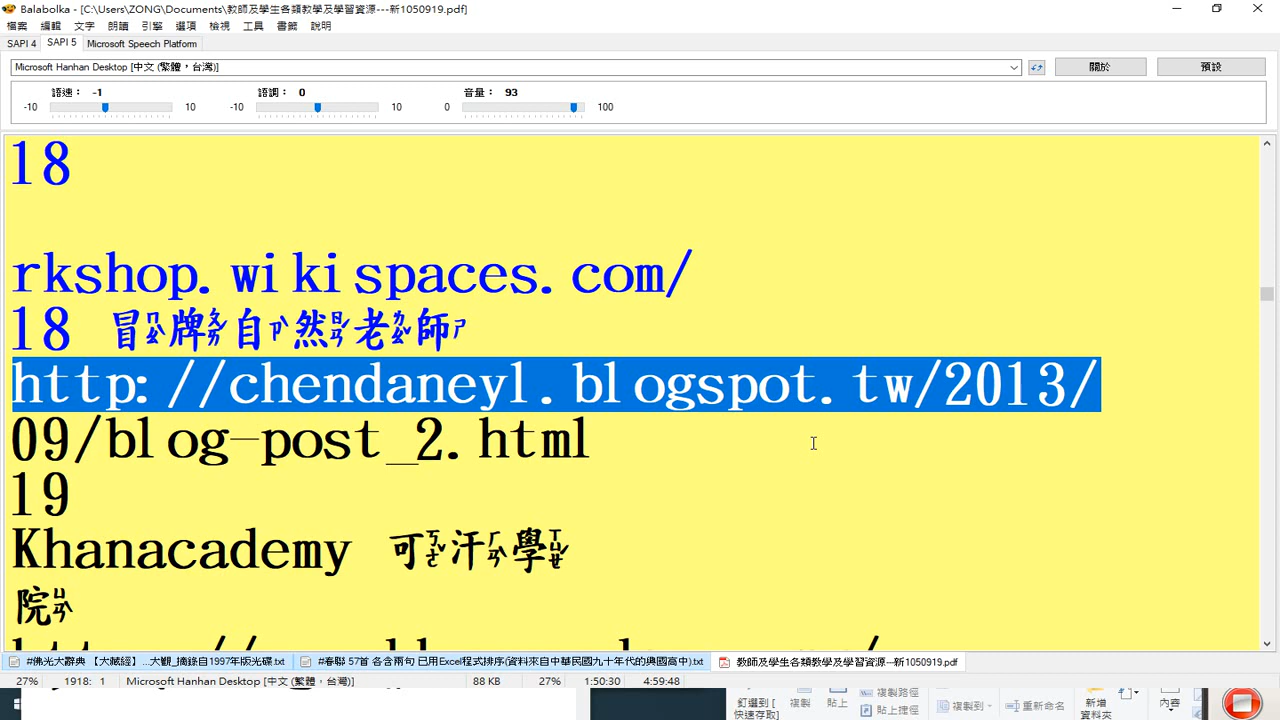 Balabolka - [C:\Users\ZONG\Documents\教師及學生各類教學及學習資源---新1050919.pdf]
檔案 編輯 文字 朗讀 引擎 選項 檢視 工具 書籤 說明
SAPI 4 SAPI 5 Microsoft Speech Platform
Microsoft Hanhan Desktop [中文 (繁體，台灣)]
關於 預設
語速： -1 語調： 0 音量： 93
-10 10 -10 10 0 100
18
rkshop.wikispaces.com/
18 冒牌自然老師
http://chendaneyl.blogspot.tw/2013/
09/blog-post_2.html
19
Khanacademy 可汗學
院
#佛光大辭典 【大藏經】...大觀_摘錄自1997年版光碟.txt #春聯 57首 各含兩句 已用Excel程式排序(資料來自中華民國九十年代的興國高中).txt 教師及學生各類教學及學習資源---新1050919.pdf
27% 1918: 1 Microsoft Hanhan Desktop [中文 (繁體，台灣)] 88 KB 27% 1:50:30 4:59:48
釘選到 [ 複製 貼上 複製路徑 複製到 重新命名 新增 內容
快速存取] 貼上捷徑 資料夾